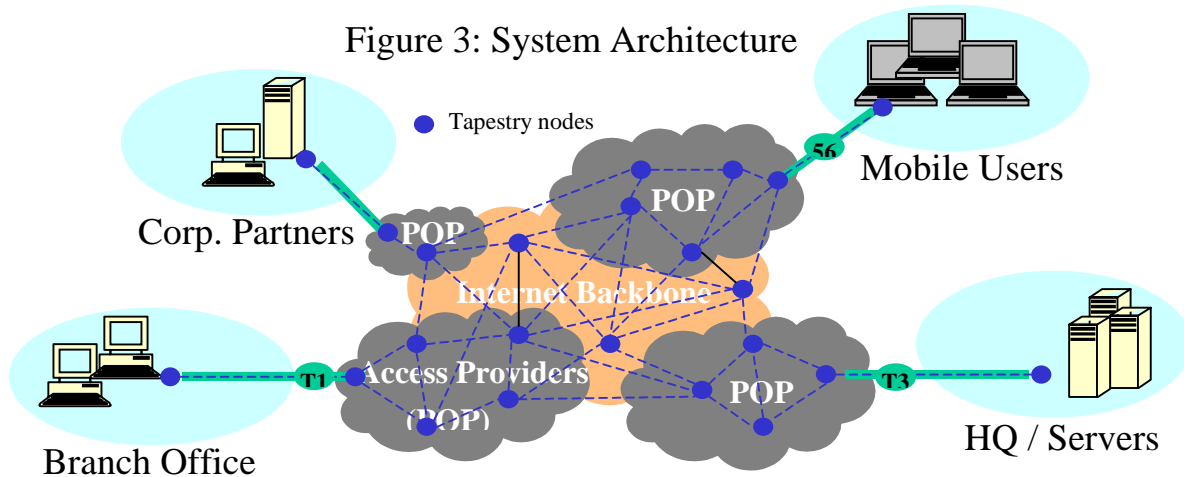 Figure 3: System Architecture
Tapestry nodes
56
Mobile Users
POP
Corp. Partners
POP
Internet Backbone
T1
Access Providers
(POP)
POP
T3
Branch Office
HQ / Servers